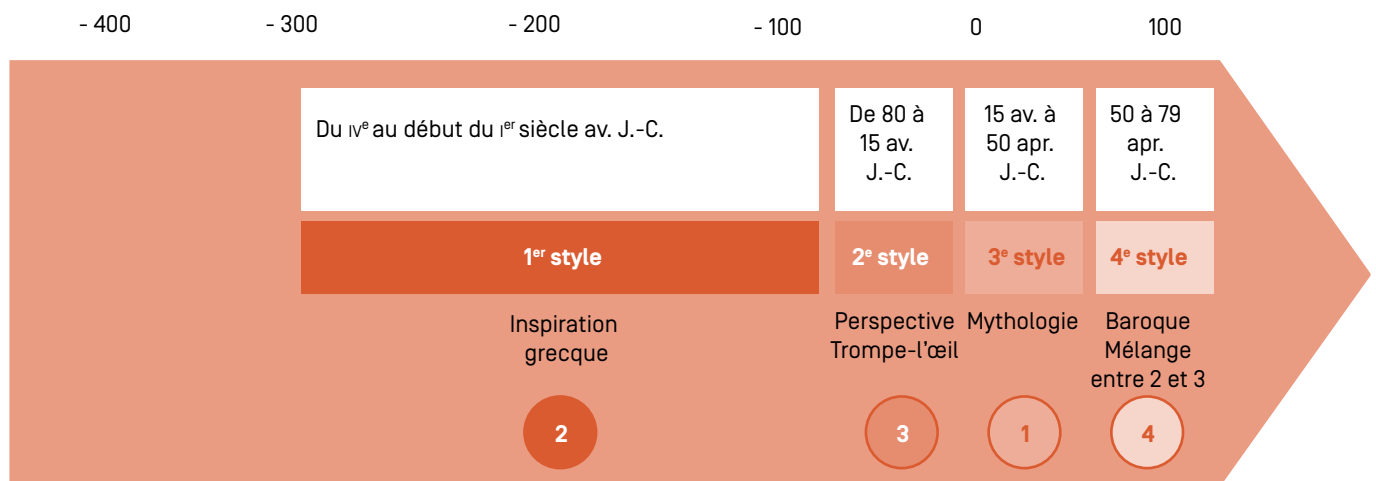 - 400 - 300 - 200 - 100 0 100
Du IVe au début du Ier siècle av. J.-C.
De 80 à
15 av.
J.-C.
15 av. à
50 apr.
J.-C.
50 à 79
apr.
J.-C.
1er style
2e style
3e style
4e style
Inspiration
grecque
Perspective
Trompe-l'œil
Mythologie
Baroque
Mélange
entre 2 et 3
2
3
1
4